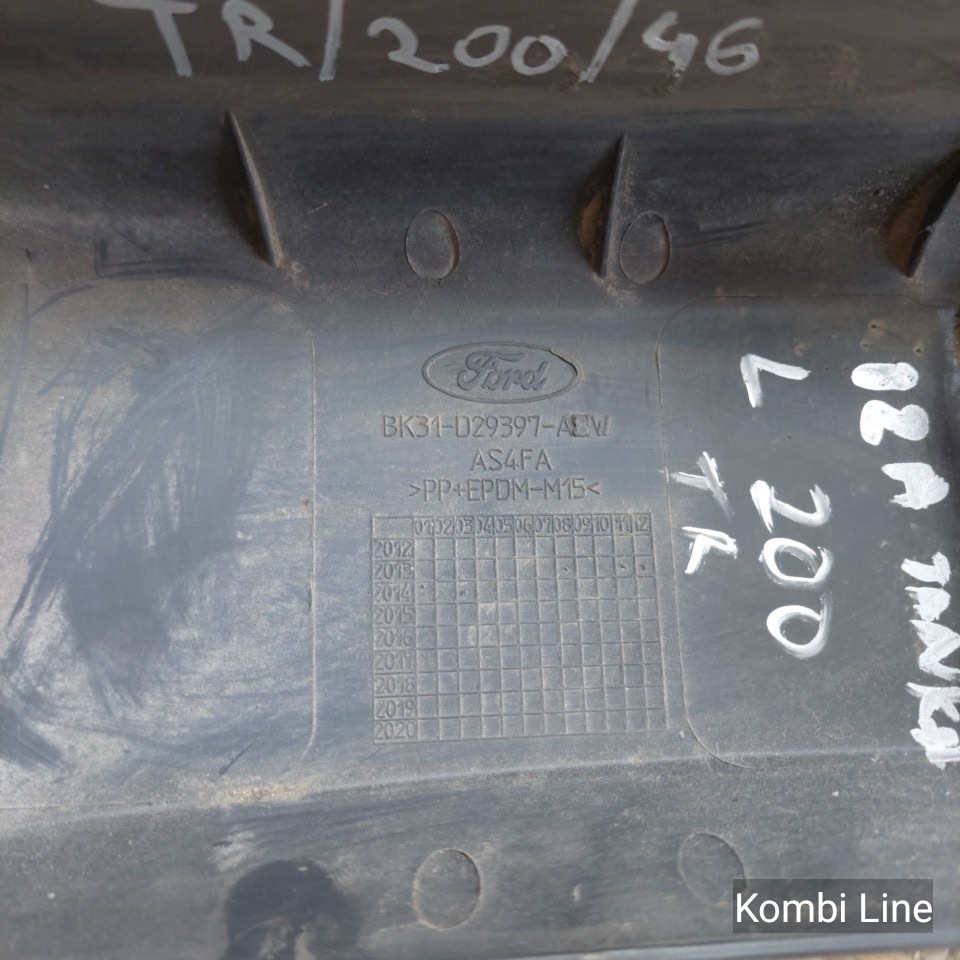 TR/200/46
Ford
BK31-D29397-AEW
AS4FA
>PP+EPDM-M15<
01 02 03 04 05 06 07 08 09 10 11 12
2012
2013
2014
2015
2016
2017
2018
2019
2020
L 200
TR
Kombi Line